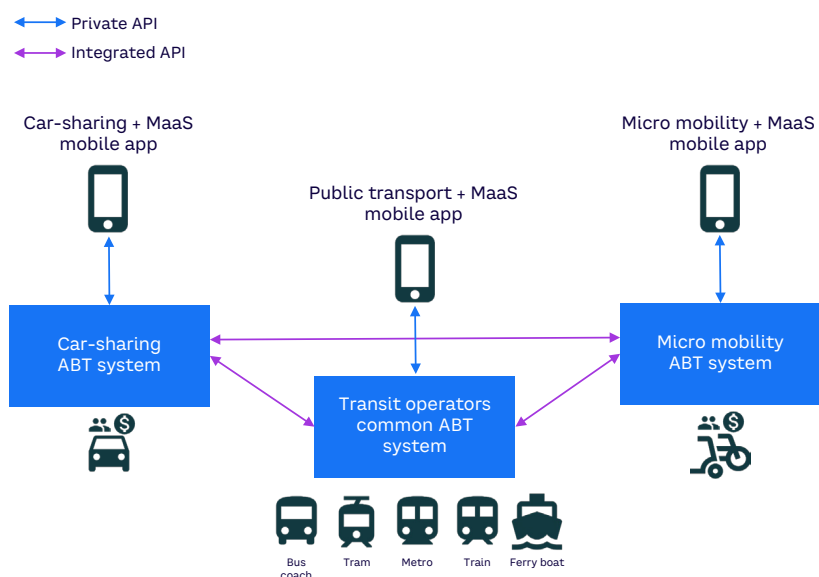 Private API
Integrated API
Car-sharing + MaaS
mobile app
Micro mobility + MaaS
mobile app
Public transport + MaaS
mobile app
Car-sharing
ABT system
Micro mobility
ABT system
Transit operators
common ABT
system
$
$
Bus
coach
Tram
Metro
Train
Ferry boat